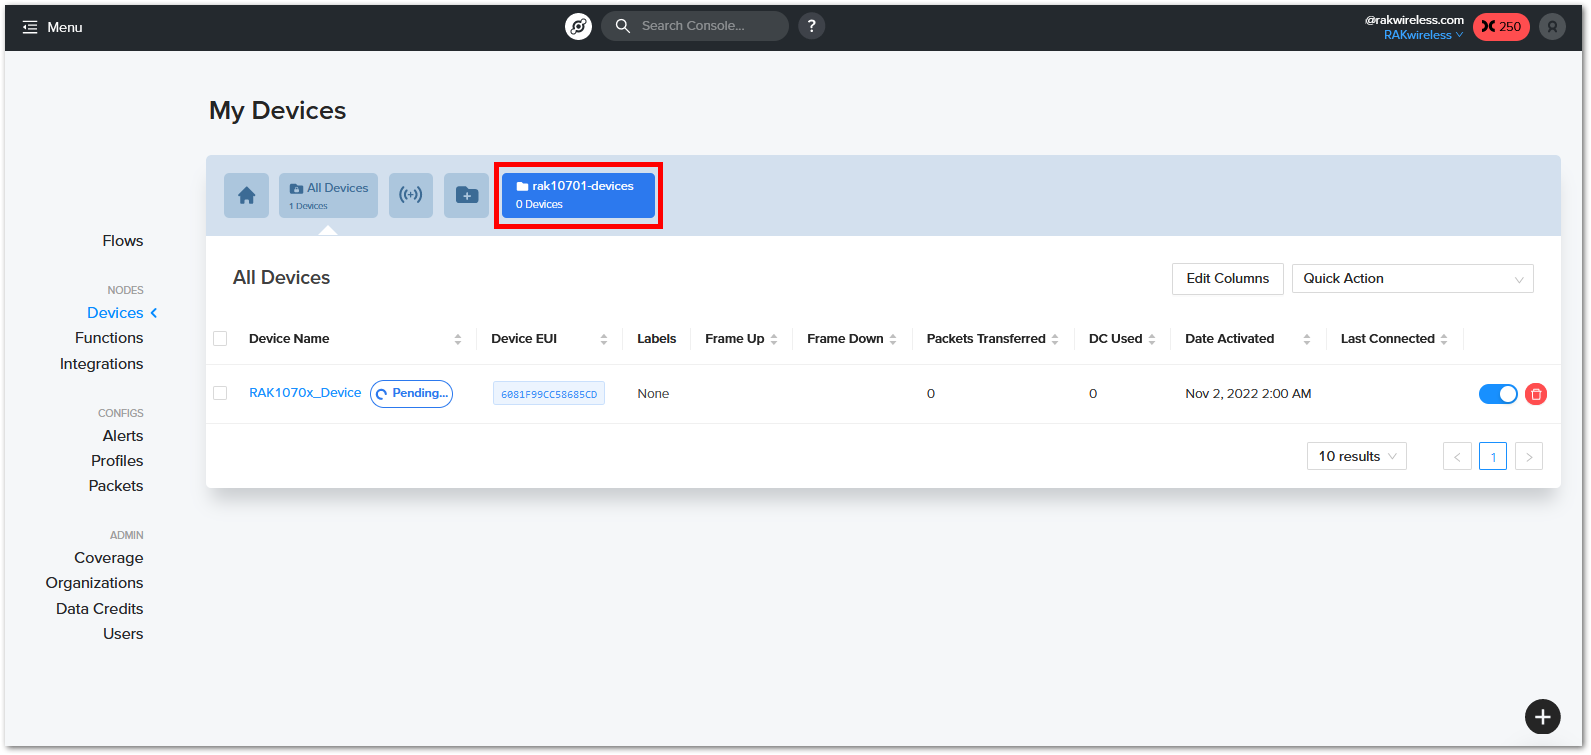 Menu
Search Console...
?
@rakwireless.com
RAKwireless
250
My Devices
All Devices
1 Devices
rak10701-devices
0 Devices
Flows
NODES
Devices
Functions
Integrations
CONFIGS
Alerts
Profiles
Packets
ADMIN
Coverage
Organizations
Data Credits
Users
All Devices
Edit Columns
Quick Action
Device Name
Device EUI
Labels
Frame Up
Frame Down
Packets Transferred
DC Used
Date Activated
Last Connected
RAK1070x_Device
Pending...
6081F99CC58685CD
None
0
0
Nov 2, 2022 2:00 AM
10 results
<
1
>